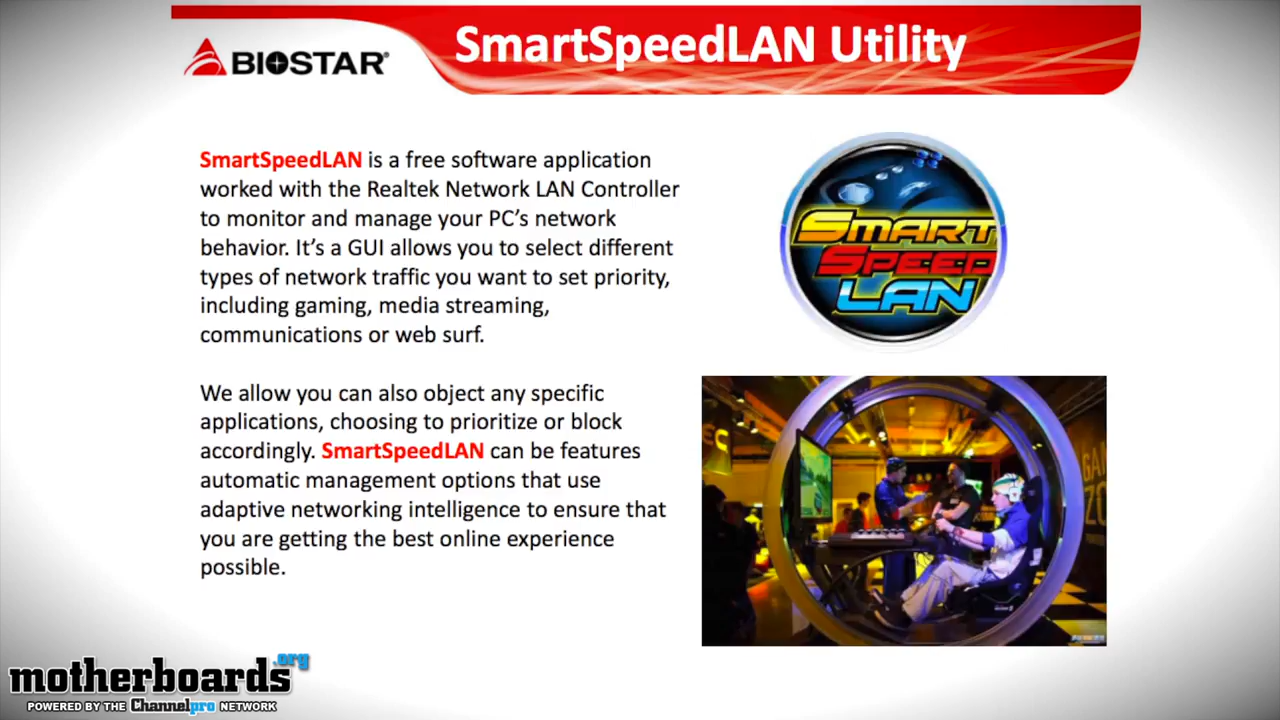 BIOSTAR®
SmartSpeedLAN Utility
SmartSpeedLAN is a free software application
worked with the Realtek Network LAN Controller
to monitor and manage your PC's network
behavior. It's a GUI allows you to select different
types of network traffic you want to set priority,
including gaming, media streaming,
communications or web surf.
We allow you can also object any specific
applications, choosing to prioritize or block
accordingly. SmartSpeedLAN can be features
automatic management options that use
adaptive networking intelligence to ensure that
you are getting the best online experience
possible.
SMART
SPEED
LAN
motherboards.org
POWERED BY THE Channelpro NETWORK